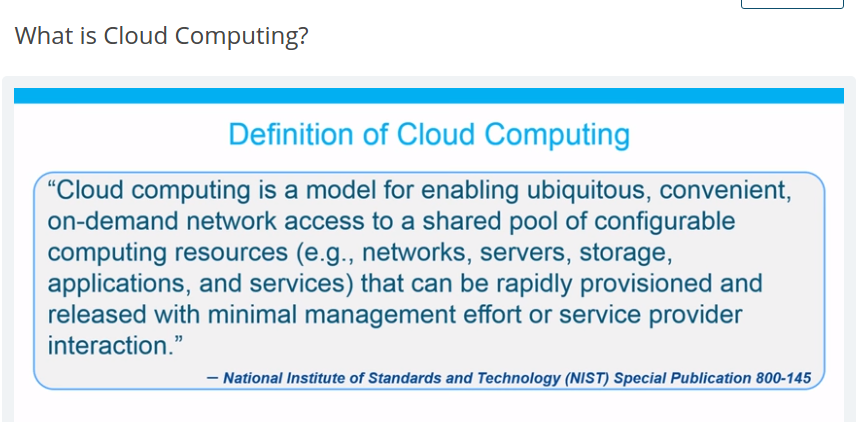 What is Cloud Computing?
Definition of Cloud Computing
“Cloud computing is a model for enabling ubiquitous, convenient,
on-demand network access to a shared pool of configurable
computing resources (e.g., networks, servers, storage,
applications, and services) that can be rapidly provisioned and
released with minimal management effort or service provider
interaction.”
– National Institute of Standards and Technology (NIST) Special Publication 800-145